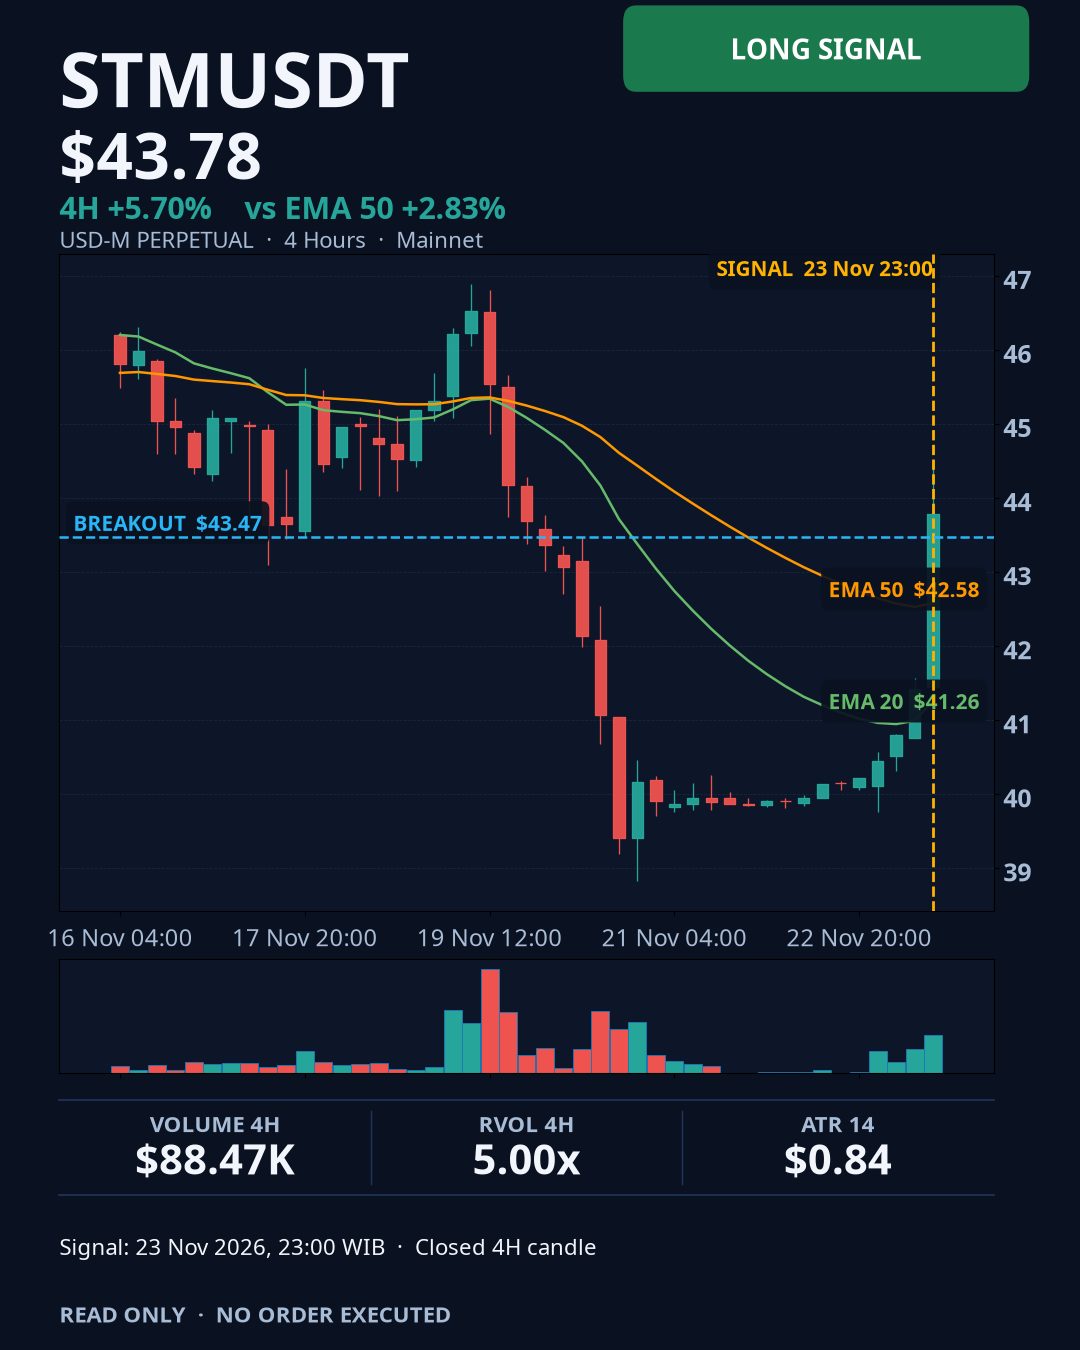 LONG SIGNAL
STMUSDT
$43.78
4H +5.70% vs EMA 50 +2.83%
USD-M PERPETUAL · 4 Hours · Mainnet
SIGNAL 23 Nov 23:00
47
46
45
44
BREAKOUT $43.47
43
EMA 50 $42.58
42
EMA 20 $41.26
41
40
39
16 Nov 04:00 17 Nov 20:00 19 Nov 12:00 21 Nov 04:00 22 Nov 20:00
VOLUME 4H RVOL 4H ATR 14
$88.47K 5.00x $0.84
Signal: 23 Nov 2026, 23:00 WIB · Closed 4H candle
READ ONLY · NO ORDER EXECUTED